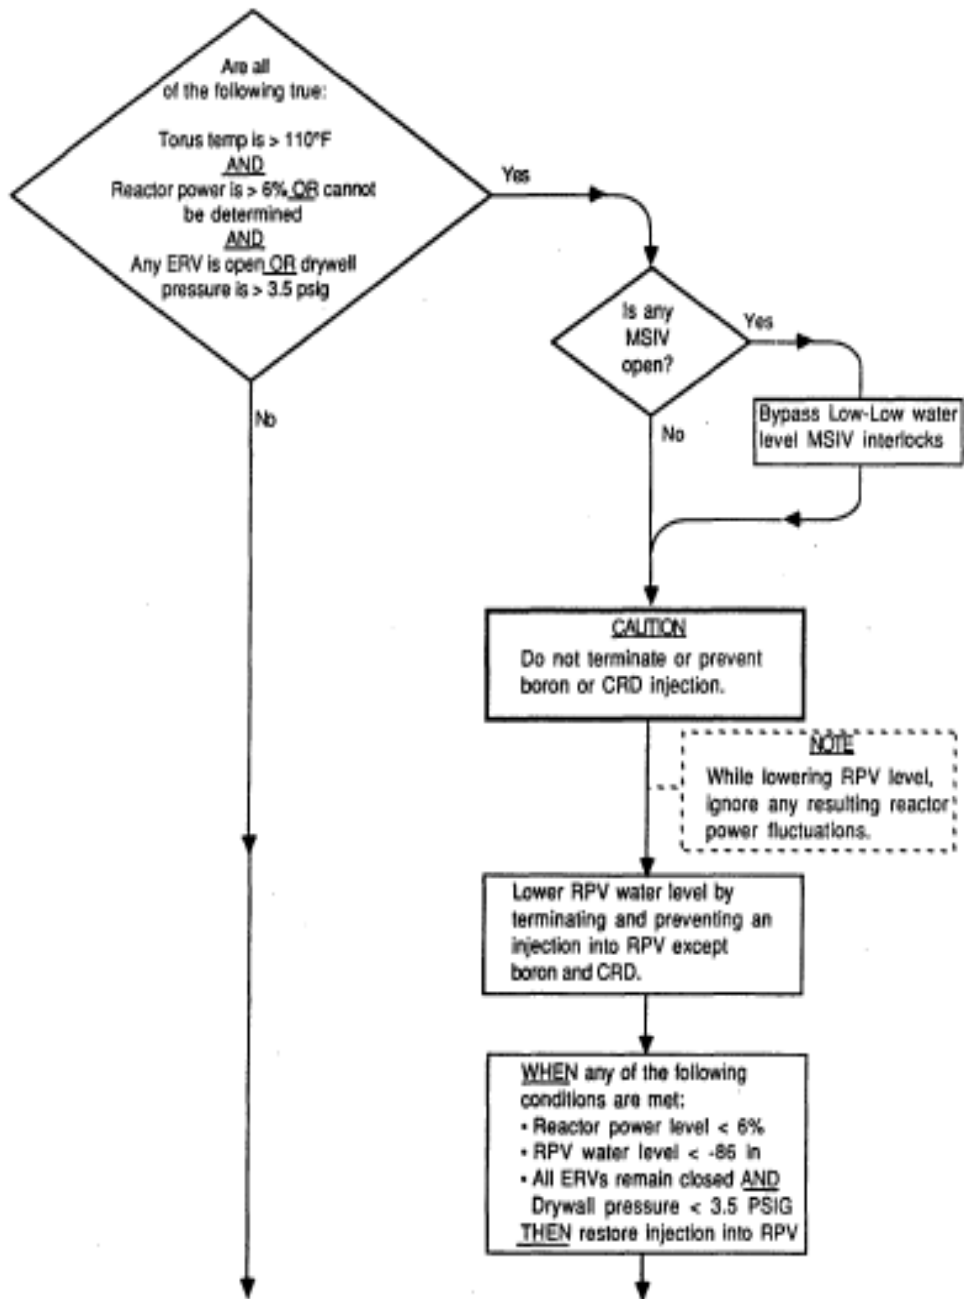 Are all
of the following true:
Torus temp is > 110°F
AND
Reactor power is > 6% OR cannot
be determined
AND
Any ERV is open OR drywell
pressure is > 3.5 psig
Yes
No
Is any
MSIV
open?
Yes
No
Bypass Low-Low water
level MSIV interlocks
CAUTION
Do not terminate or prevent
boron or CRD injection.
NOTE
While lowering RPV level,
ignore any resulting reactor
power fluctuations.
Lower RPV water level by
terminating and preventing an
injection into RPV except
boron and CRD.
WHEN any of the following
conditions are met:
• Reactor power level < 6%
• RPV water level < -86 in
• All ERVs remain closed AND
Drywall pressure < 3.5 PSIG
THEN restore injection into RPV